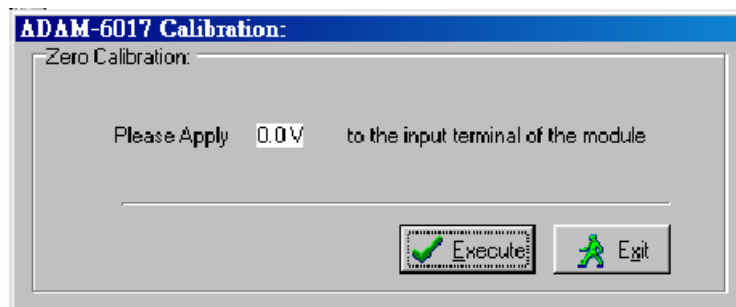 ADAM-6017 Calibration:
Zero Calibration:
Please Apply 0.0 V to the input terminal of the module
Execute Exit